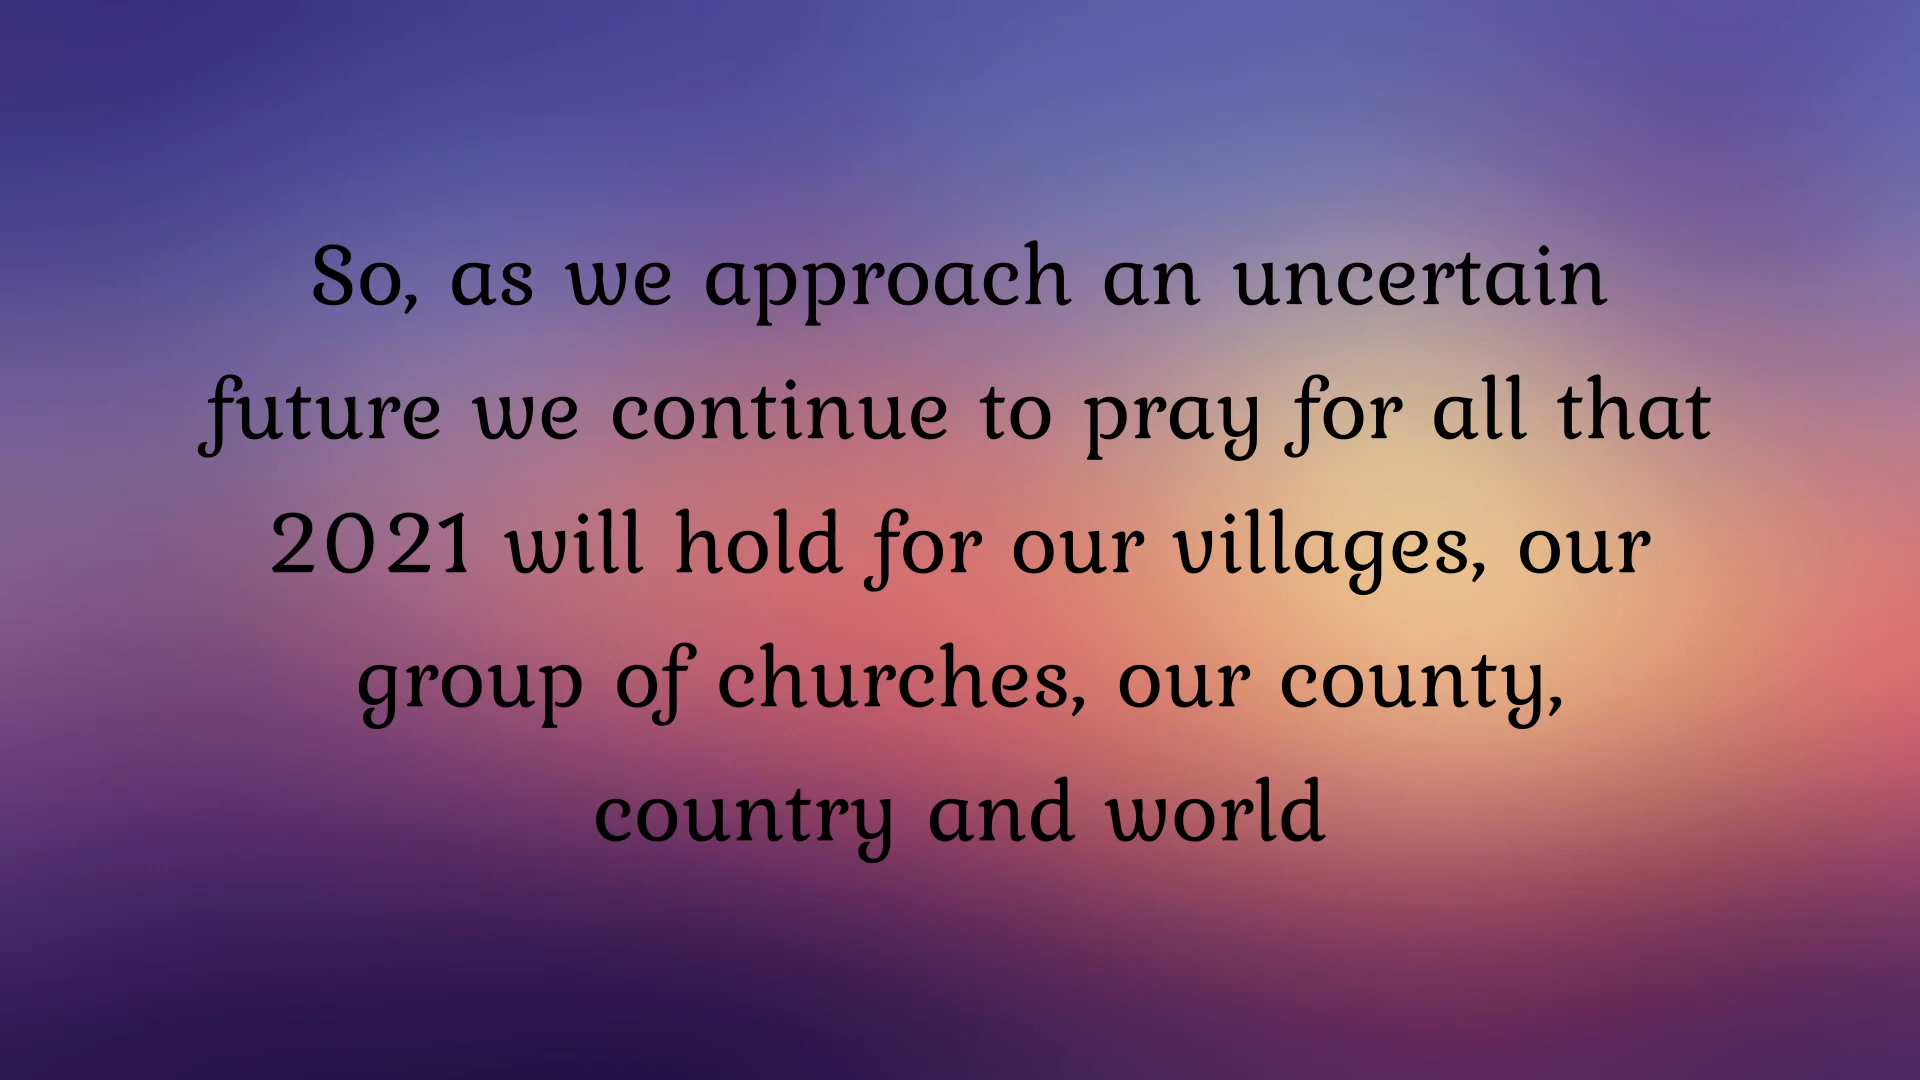 So, as we approach an uncertain
future we continue to pray for all that
2021 will hold for our villages, our
group of churches, our county,
country and world